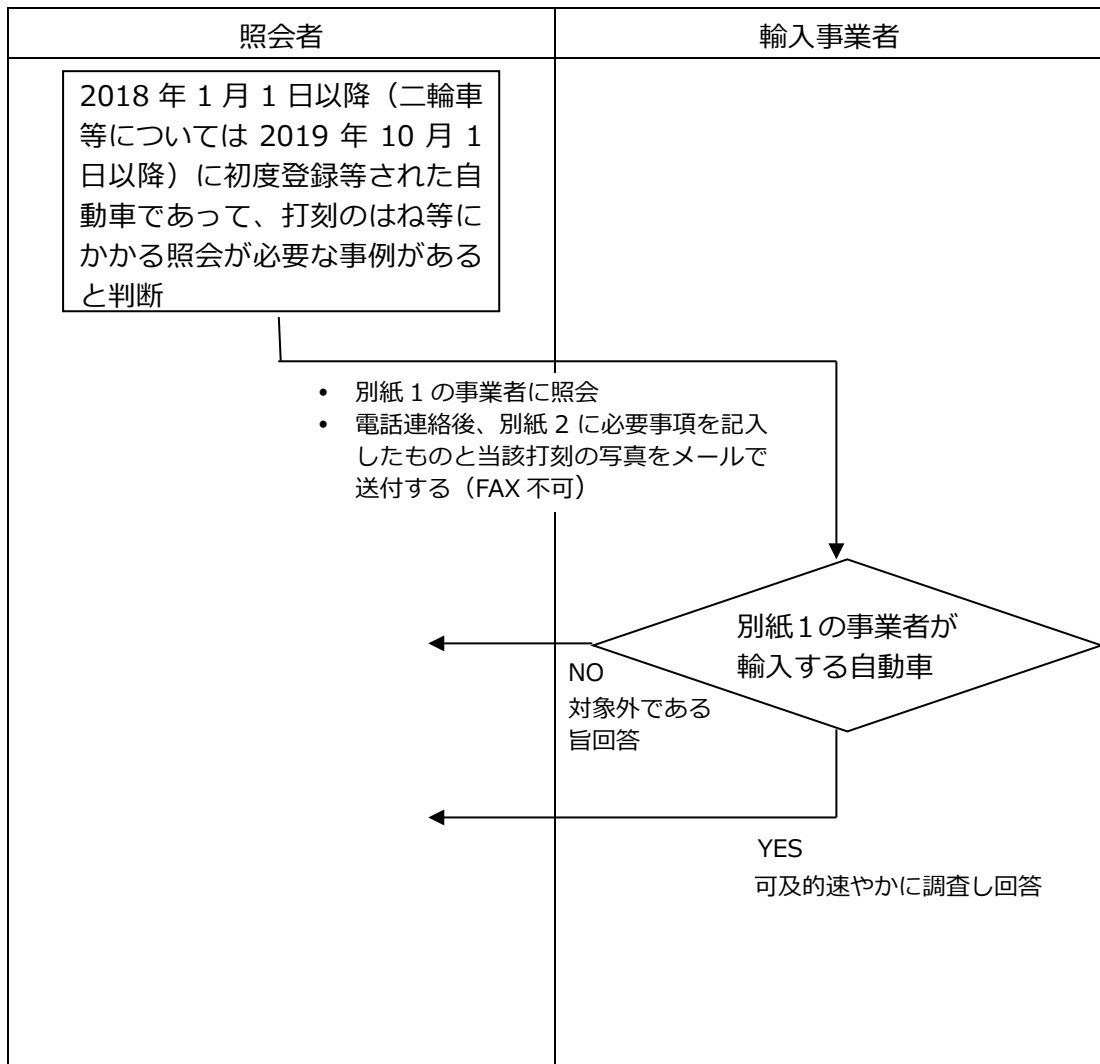 照会者
輸入事業者
2018 年 1 月 1 日以降（二輪車
等については 2019 年 10 月 1
日以降）に初度登録等された自
動車であって、打刻のはね等に
かかる照会が必要な事例がある
と判断
• 別紙 1 の事業者に照会
• 電話連絡後、別紙 2 に必要事項を記入
したものと当該打刻の写真をメールで
送付する（FAX 不可）
別紙１の事業者が
輸入する自動車
NO
対象外である
旨回答
YES
可及的速やかに調査し回答